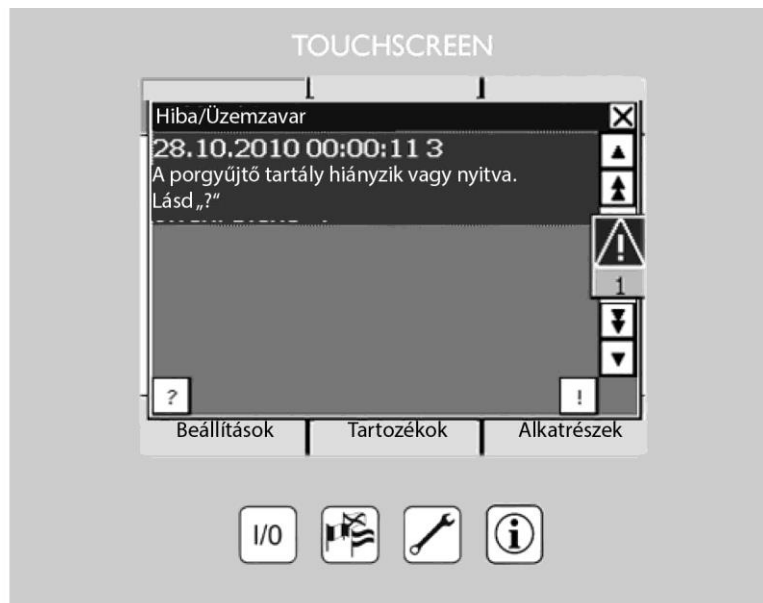 TOUCHSCREEN
Hiba/Üzemzavar
28.10.2010 00:00:11 3
A porgyűjtő tartály hiányzik vagy nyitva.
Lásd „?“
1
?
!
Beállítások
Tartozékok
Alkatrészek
I/0
i